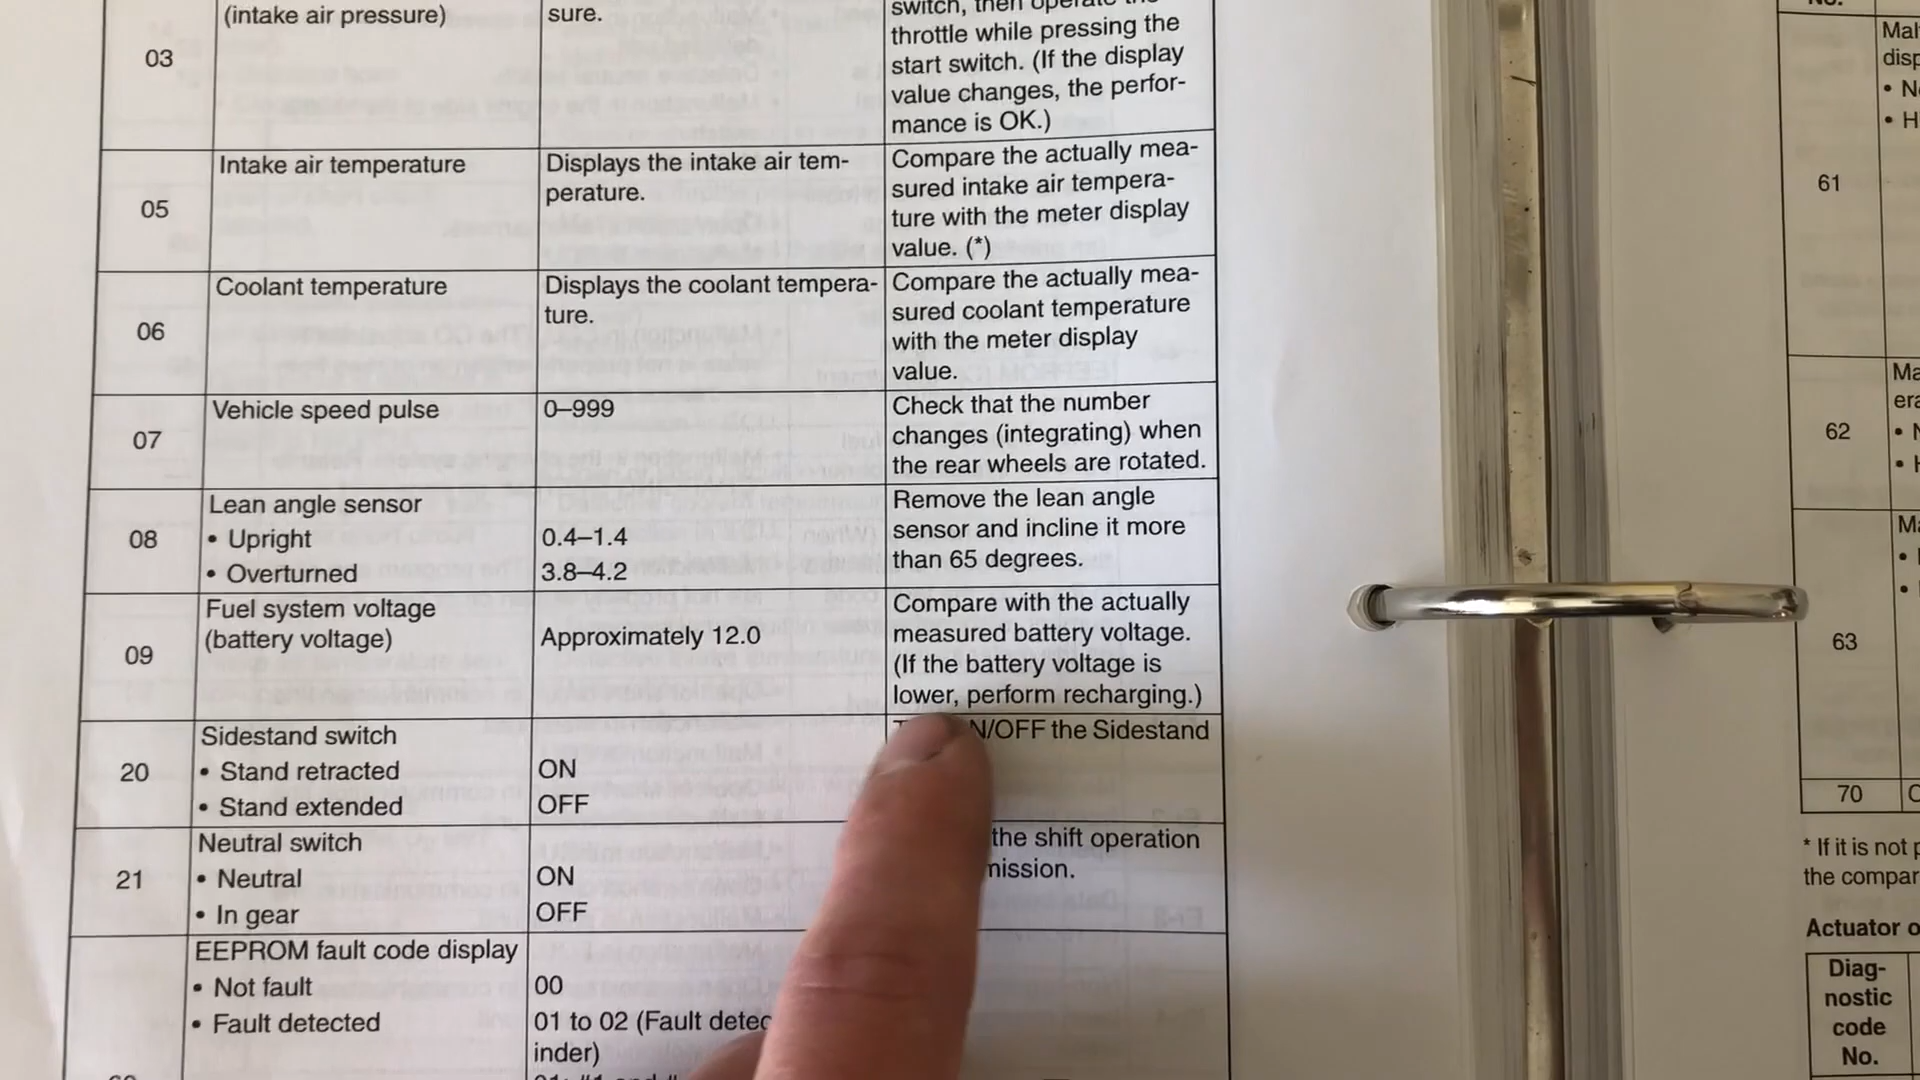 03
(intake air pressure)
sure.
switch, then operate the
throttle while pressing the
start switch. (If the display
value changes, the perfor-
mance is OK.)
05
Intake air temperature
Displays the intake air tem-
perature.
Compare the actually mea-
sured intake air tempera-
ture with the meter display
value. (*)
06
Coolant temperature
Displays the coolant tempera-
ture.
Compare the actually mea-
sured coolant temperature
with the meter display
value.
07
Vehicle speed pulse
0–999
Check that the number
changes (integrating) when
the rear wheels are rotated.
08
Lean angle sensor
• Upright
• Overturned
0.4–1.4
3.8–4.2
Remove the lean angle
sensor and incline it more
than 65 degrees.
09
Fuel system voltage
(battery voltage)
Approximately 12.0
Compare with the actually
measured battery voltage.
(If the battery voltage is
lower, perform recharging.)
20
Sidestand switch
• Stand retracted
• Stand extended
ON
OFF
N/OFF the Sidestand
21
Neutral switch
• Neutral
• In gear
ON
OFF
the shift operation
mission.
EEPROM fault code display
• Not fault
• Fault detected
00
01 to 02 (Fault detec
inder)
No.
61
Mal
disp
• N
• H
62
Ma
era
• N
• H
63
Ma
70
* If it is not p
the compar
Actuator o
Diag-
nostic
code
No.